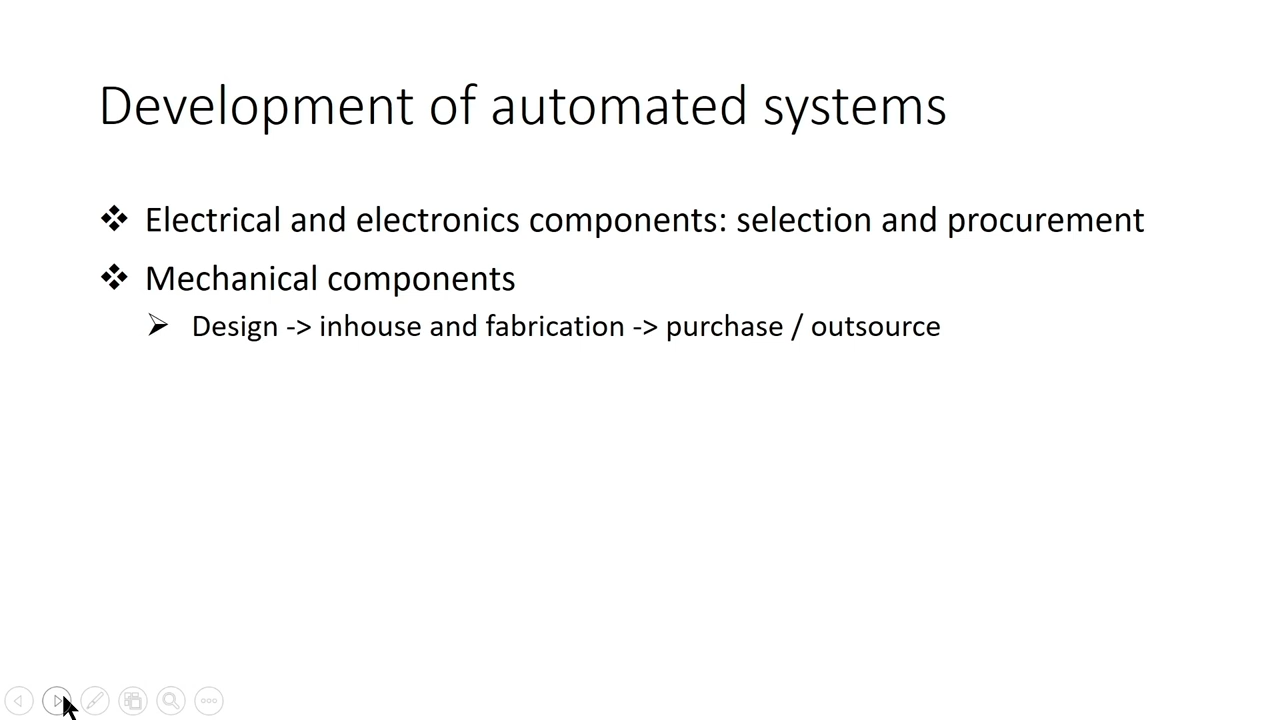 Development of automated systems
❖ Electrical and electronics components: selection and procurement
❖ Mechanical components
➢ Design -> inhouse and fabrication -> purchase / outsource